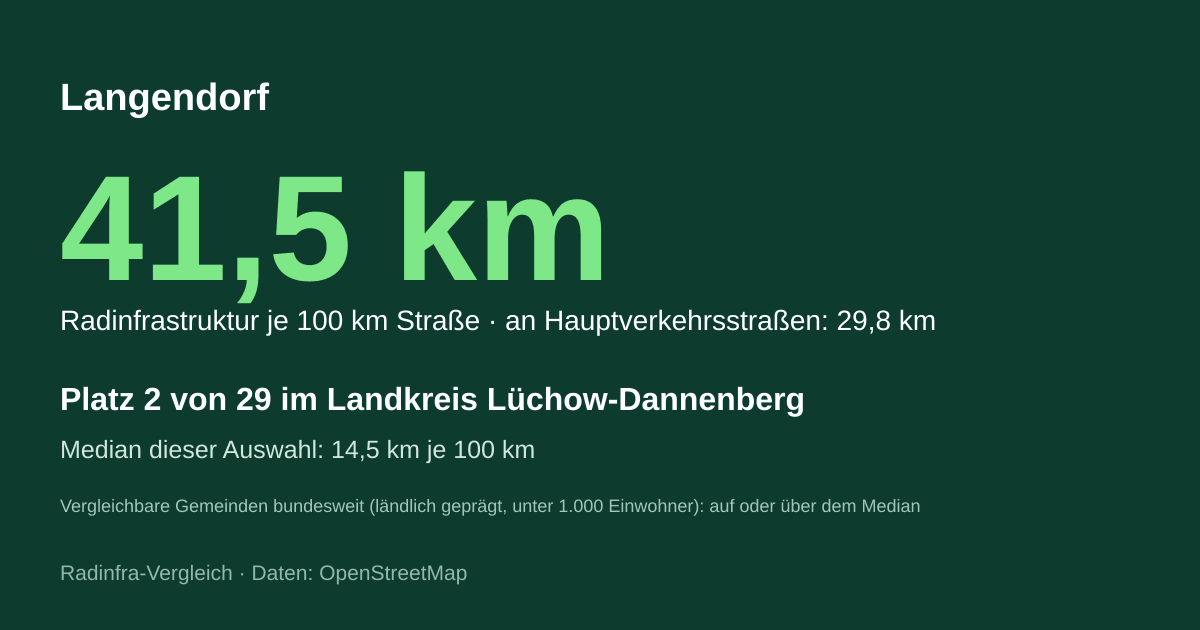 Langendorf
41,5 km
Radinfrastruktur je 100 km Straße · an Hauptverkehrsstraßen: 29,8 km
Platz 2 von 29 im Landkreis Lüchow-Dannenberg
Median dieser Auswahl: 14,5 km je 100 km
Vergleichbare Gemeinden bundesweit (ländlich geprägt, unter 1.000 Einwohner): auf oder über dem Median
Radinfra-Vergleich · Daten: OpenStreetMap